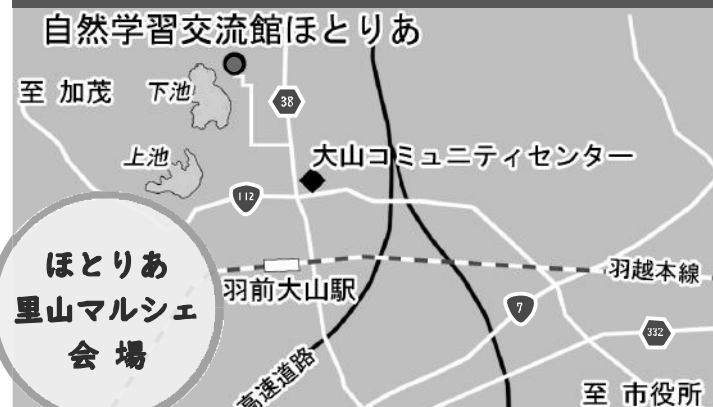 自然学習交流館ほとりあ
至 加茂
下池
38
上池
大山コミュニティセンター
112
ほとりあ
里山マルシェ
会 場
羽前大山駅
羽越本線
7
332
高速道路
至 市役所